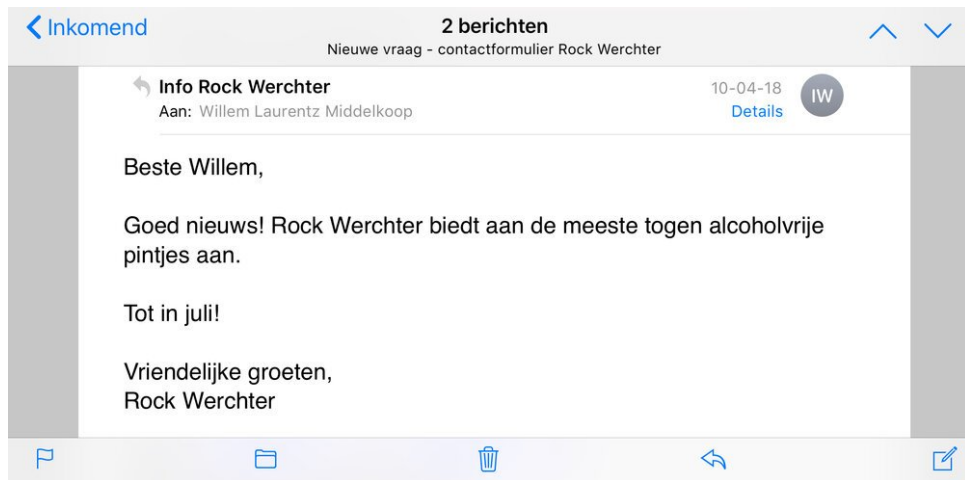 Inkomend
2 berichten
Nieuwe vraag - contactformulier Rock Werchter
Info Rock Werchter
10-04-18
IW
Aan: Willem Laurentz Middelkoop
Details
Beste Willem,
Goed nieuws! Rock Werchter biedt aan de meeste togen alcoholvrije
pintjes aan.
Tot in juli!
Vriendelijke groeten,
Rock Werchter